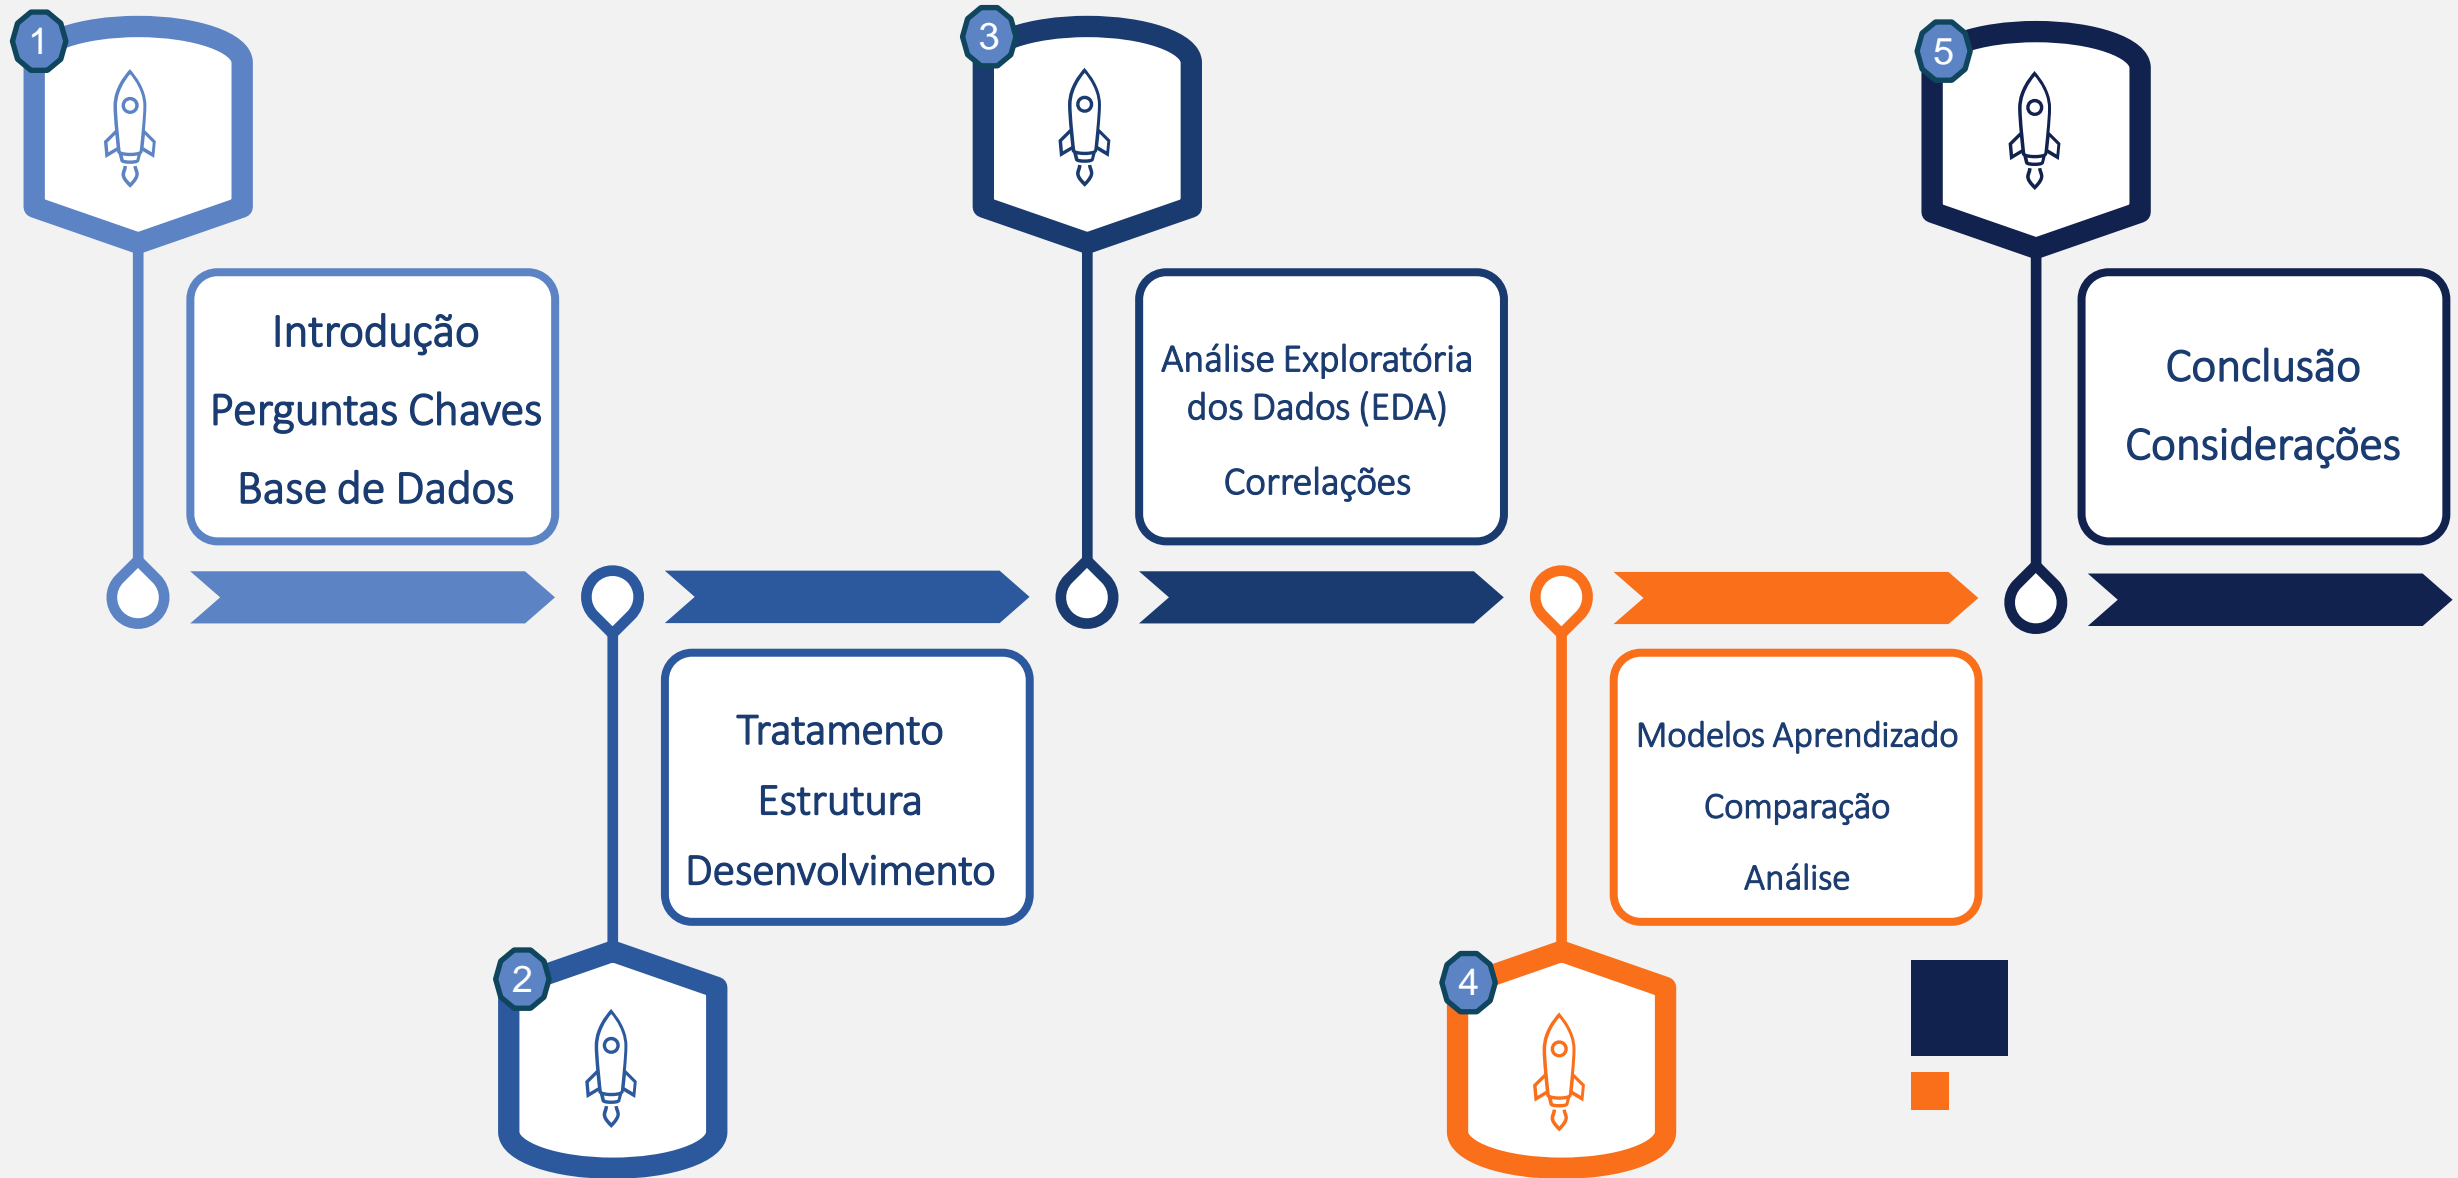 1
Introdução
Perguntas Chaves
Base de Dados
2
Tratamento
Estrutura
Desenvolvimento
3
Análise Exploratória
dos Dados (EDA)
Correlações
4
Modelos Aprendizado
Comparação
Análise
5
Conclusão
Considerações